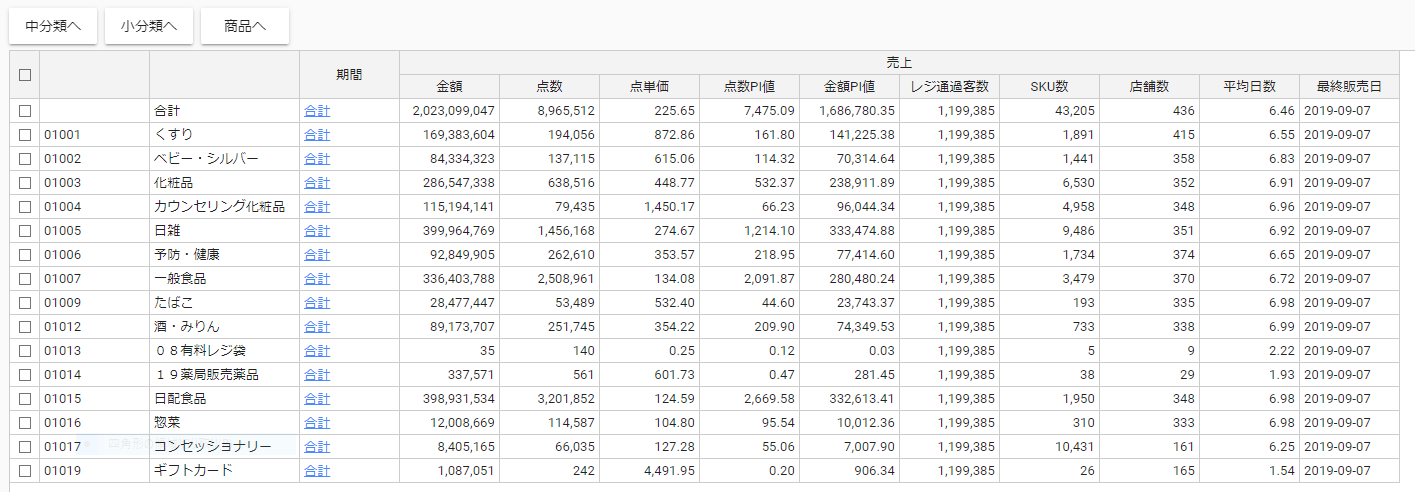 中分類へ 小分類へ 商品へ
期間 売上
金額 点数 点単価 点数PI値 金額PI値 レジ通過客数 SKU数 店舗数 平均日数 最終販売日
合計 合計 2,023,099,047 8,965,512 225.65 7,475.09 1,686,780.35 1,199,385 43,205 436 6.46 2019-09-07
01001 くすり 合計 169,383,604 194,056 872.86 161.80 141,225.38 1,199,385 1,891 415 6.55 2019-09-07
01002 ベビー・シルバー 合計 84,334,323 137,115 615.06 114.32 70,314.64 1,199,385 1,441 358 6.83 2019-09-07
01003 化粧品 合計 286,547,338 638,516 448.77 532.37 238,911.89 1,199,385 6,530 352 6.91 2019-09-07
01004 カウンセリング化粧品 合計 115,194,141 79,435 1,450.17 66.23 96,044.34 1,199,385 4,958 348 6.96 2019-09-07
01005 日雑 合計 399,964,769 1,456,168 274.67 1,214.10 333,474.88 1,199,385 9,486 351 6.92 2019-09-07
01006 予防・健康 合計 92,849,905 262,610 353.57 218.95 77,414.60 1,199,385 1,734 374 6.65 2019-09-07
01007 一般食品 合計 336,403,788 2,508,961 134.08 2,091.87 280,480.24 1,199,385 3,479 370 6.72 2019-09-07
01009 たばこ 合計 28,477,447 53,489 532.40 44.60 23,743.37 1,199,385 193 335 6.98 2019-09-07
01012 酒・みりん 合計 89,173,707 251,745 354.22 209.90 74,349.53 1,199,385 733 338 6.99 2019-09-07
01013 ０８有料レジ袋 合計 35 140 0.25 0.12 0.03 1,199,385 5 9 2.22 2019-09-07
01014 １９薬局販売薬品 合計 337,571 561 601.73 0.47 281.45 1,199,385 38 29 1.93 2019-09-07
01015 日配食品 合計 398,931,534 3,201,852 124.59 2,669.58 332,613.41 1,199,385 1,950 348 6.98 2019-09-07
01016 惣菜 合計 12,008,669 114,587 104.80 95.54 10,012.36 1,199,385 310 333 6.98 2019-09-07
01017 コンセッショナリー 合計 8,405,165 66,035 127.28 55.06 7,007.90 1,199,385 10,431 161 6.25 2019-09-07
01019 ギフトカード 合計 1,087,051 242 4,491.95 0.20 906.34 1,199,385 26 165 1.54 2019-09-07